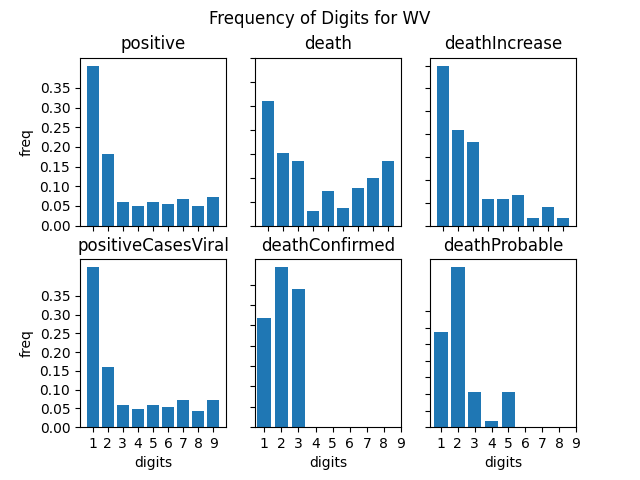 Frequency of Digits for WV
positive death deathIncrease
0.35
0.30
0.25
0.20
0.15
0.10
0.05
0.00
freq
positiveCasesViral deathConfirmed deathProbable
0.35
0.30
0.25
0.20
0.15
0.10
0.05
0.00
freq
1 2 3 4 5 6 7 8 9 1 2 3 4 5 6 7 8 9 1 2 3 4 5 6 7 8 9
digits digits digits